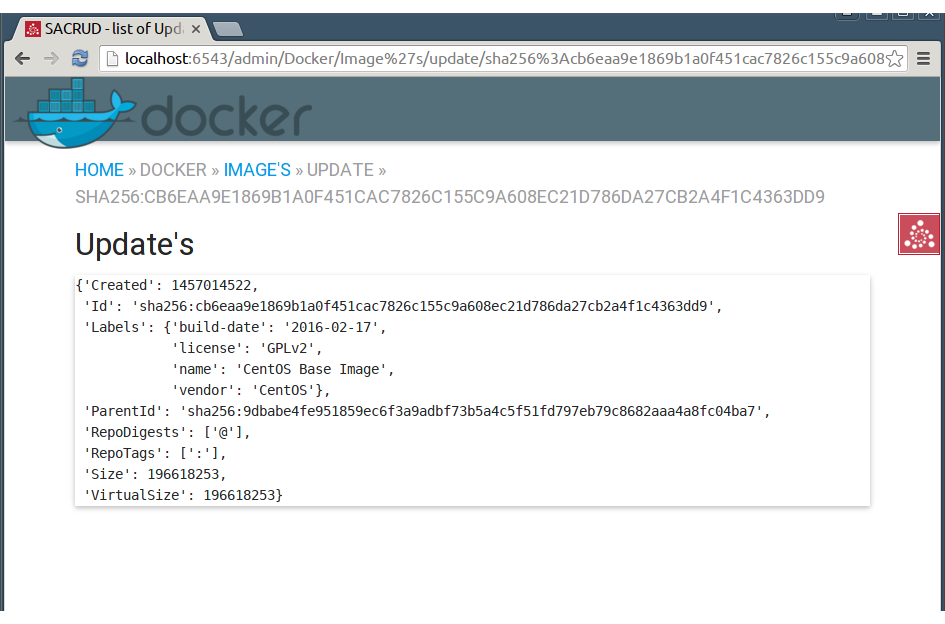 SACRUD - list of Upd
localhost:6543/admin/Docker/Image%27s/update/sha256%3Acb6eaa9e1869b1a0f451cac7826c155c9a608
docker
HOME » DOCKER » IMAGE'S » UPDATE »
SHA256:CB6EAA9E1869B1A0F451CAC7826C155C9A608EC21D786DA27CB2A4F1C4363DD9
Update's
{'Created': 1457014522,
'Id': 'sha256:cb6eaa9e1869b1a0f451cac7826c155c9a608ec21d786da27cb2a4f1c4363dd9',
'Labels': {'build-date': '2016-02-17',
'license': 'GPLv2',
'name': 'CentOS Base Image',
'vendor': 'CentOS'},
'ParentId': 'sha256:9dbabe4fe951859ec6f3a9adbf73b5a4c5f51fd797eb79c8682aaa4a8fc04ba7',
'RepoDigests': ['@'],
'RepoTags': [':'],
'Size': 196618253,
'VirtualSize': 196618253}